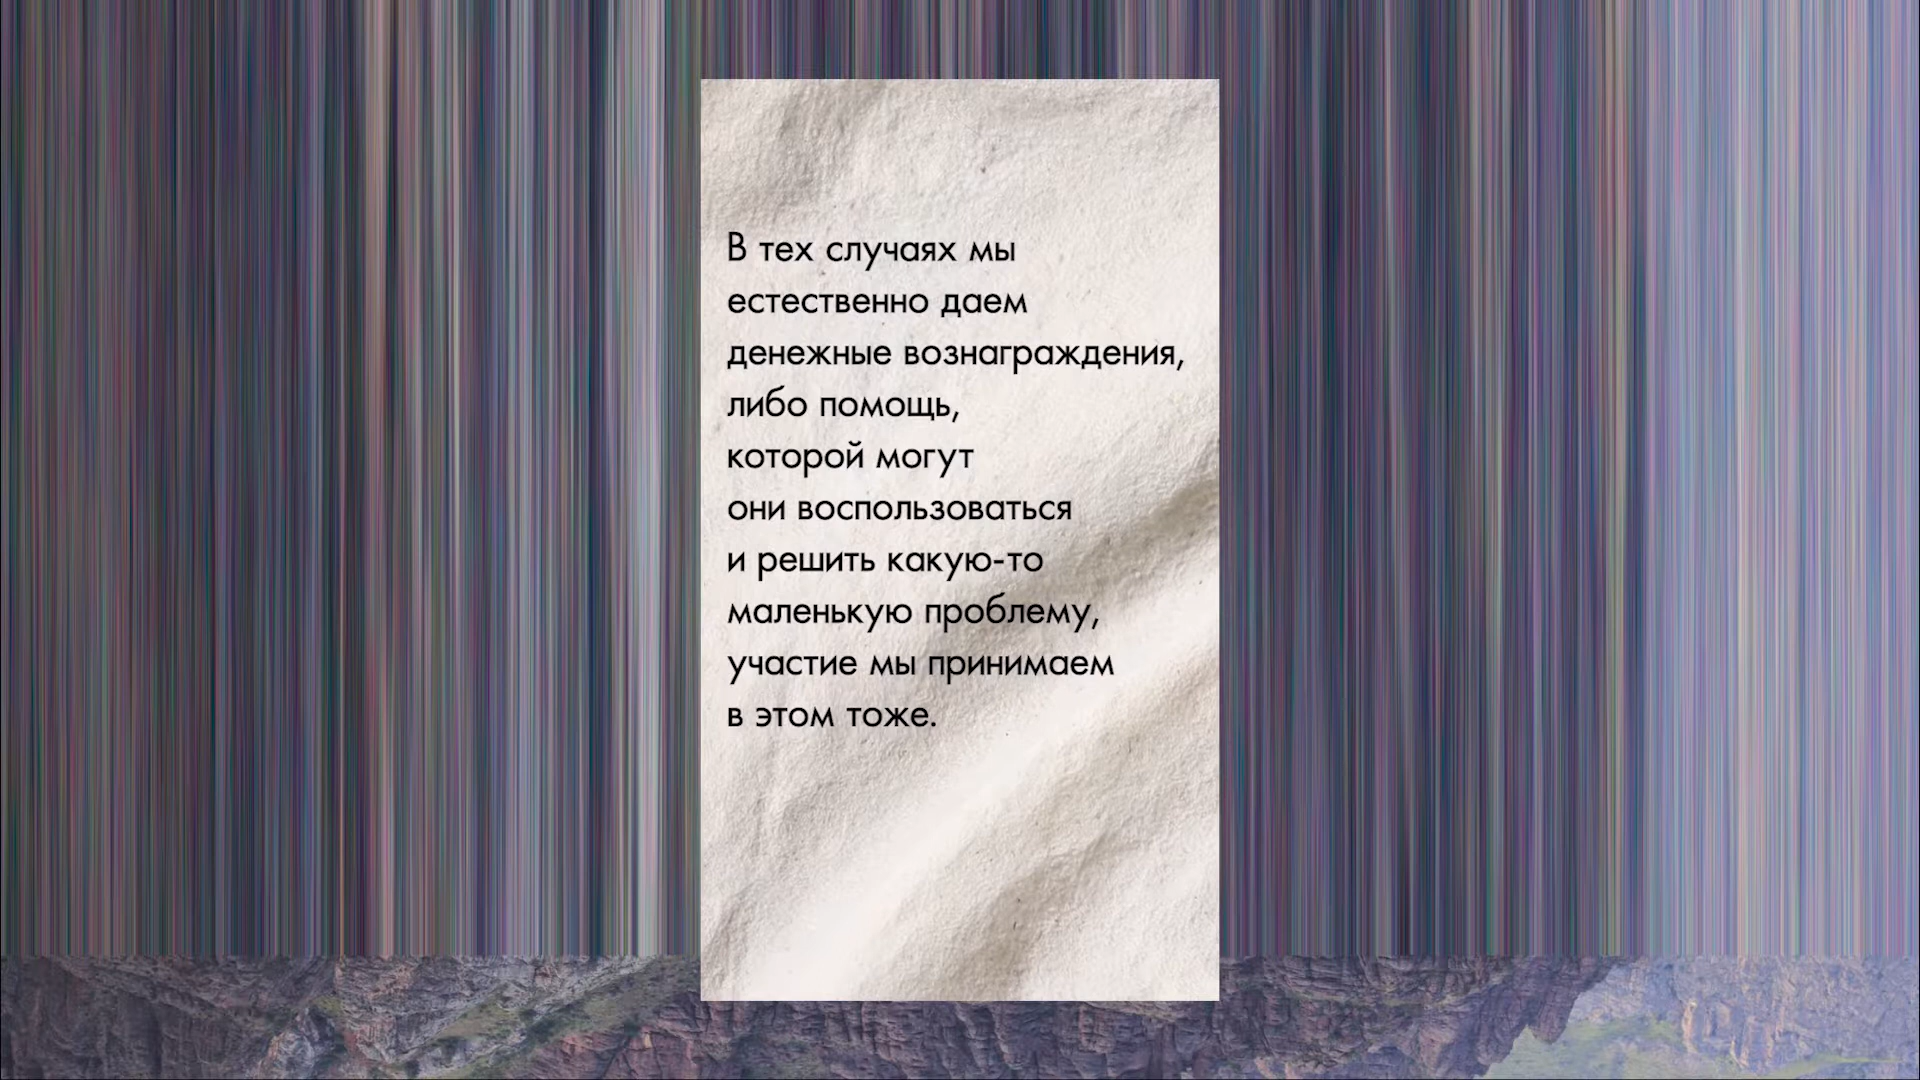 В тех случаях мы
естественно даем
денежные вознаграждения,
либо помощь,
которой могут
они воспользоваться
и решить какую-то
маленькую проблему,
участие мы принимаем
в этом тоже.